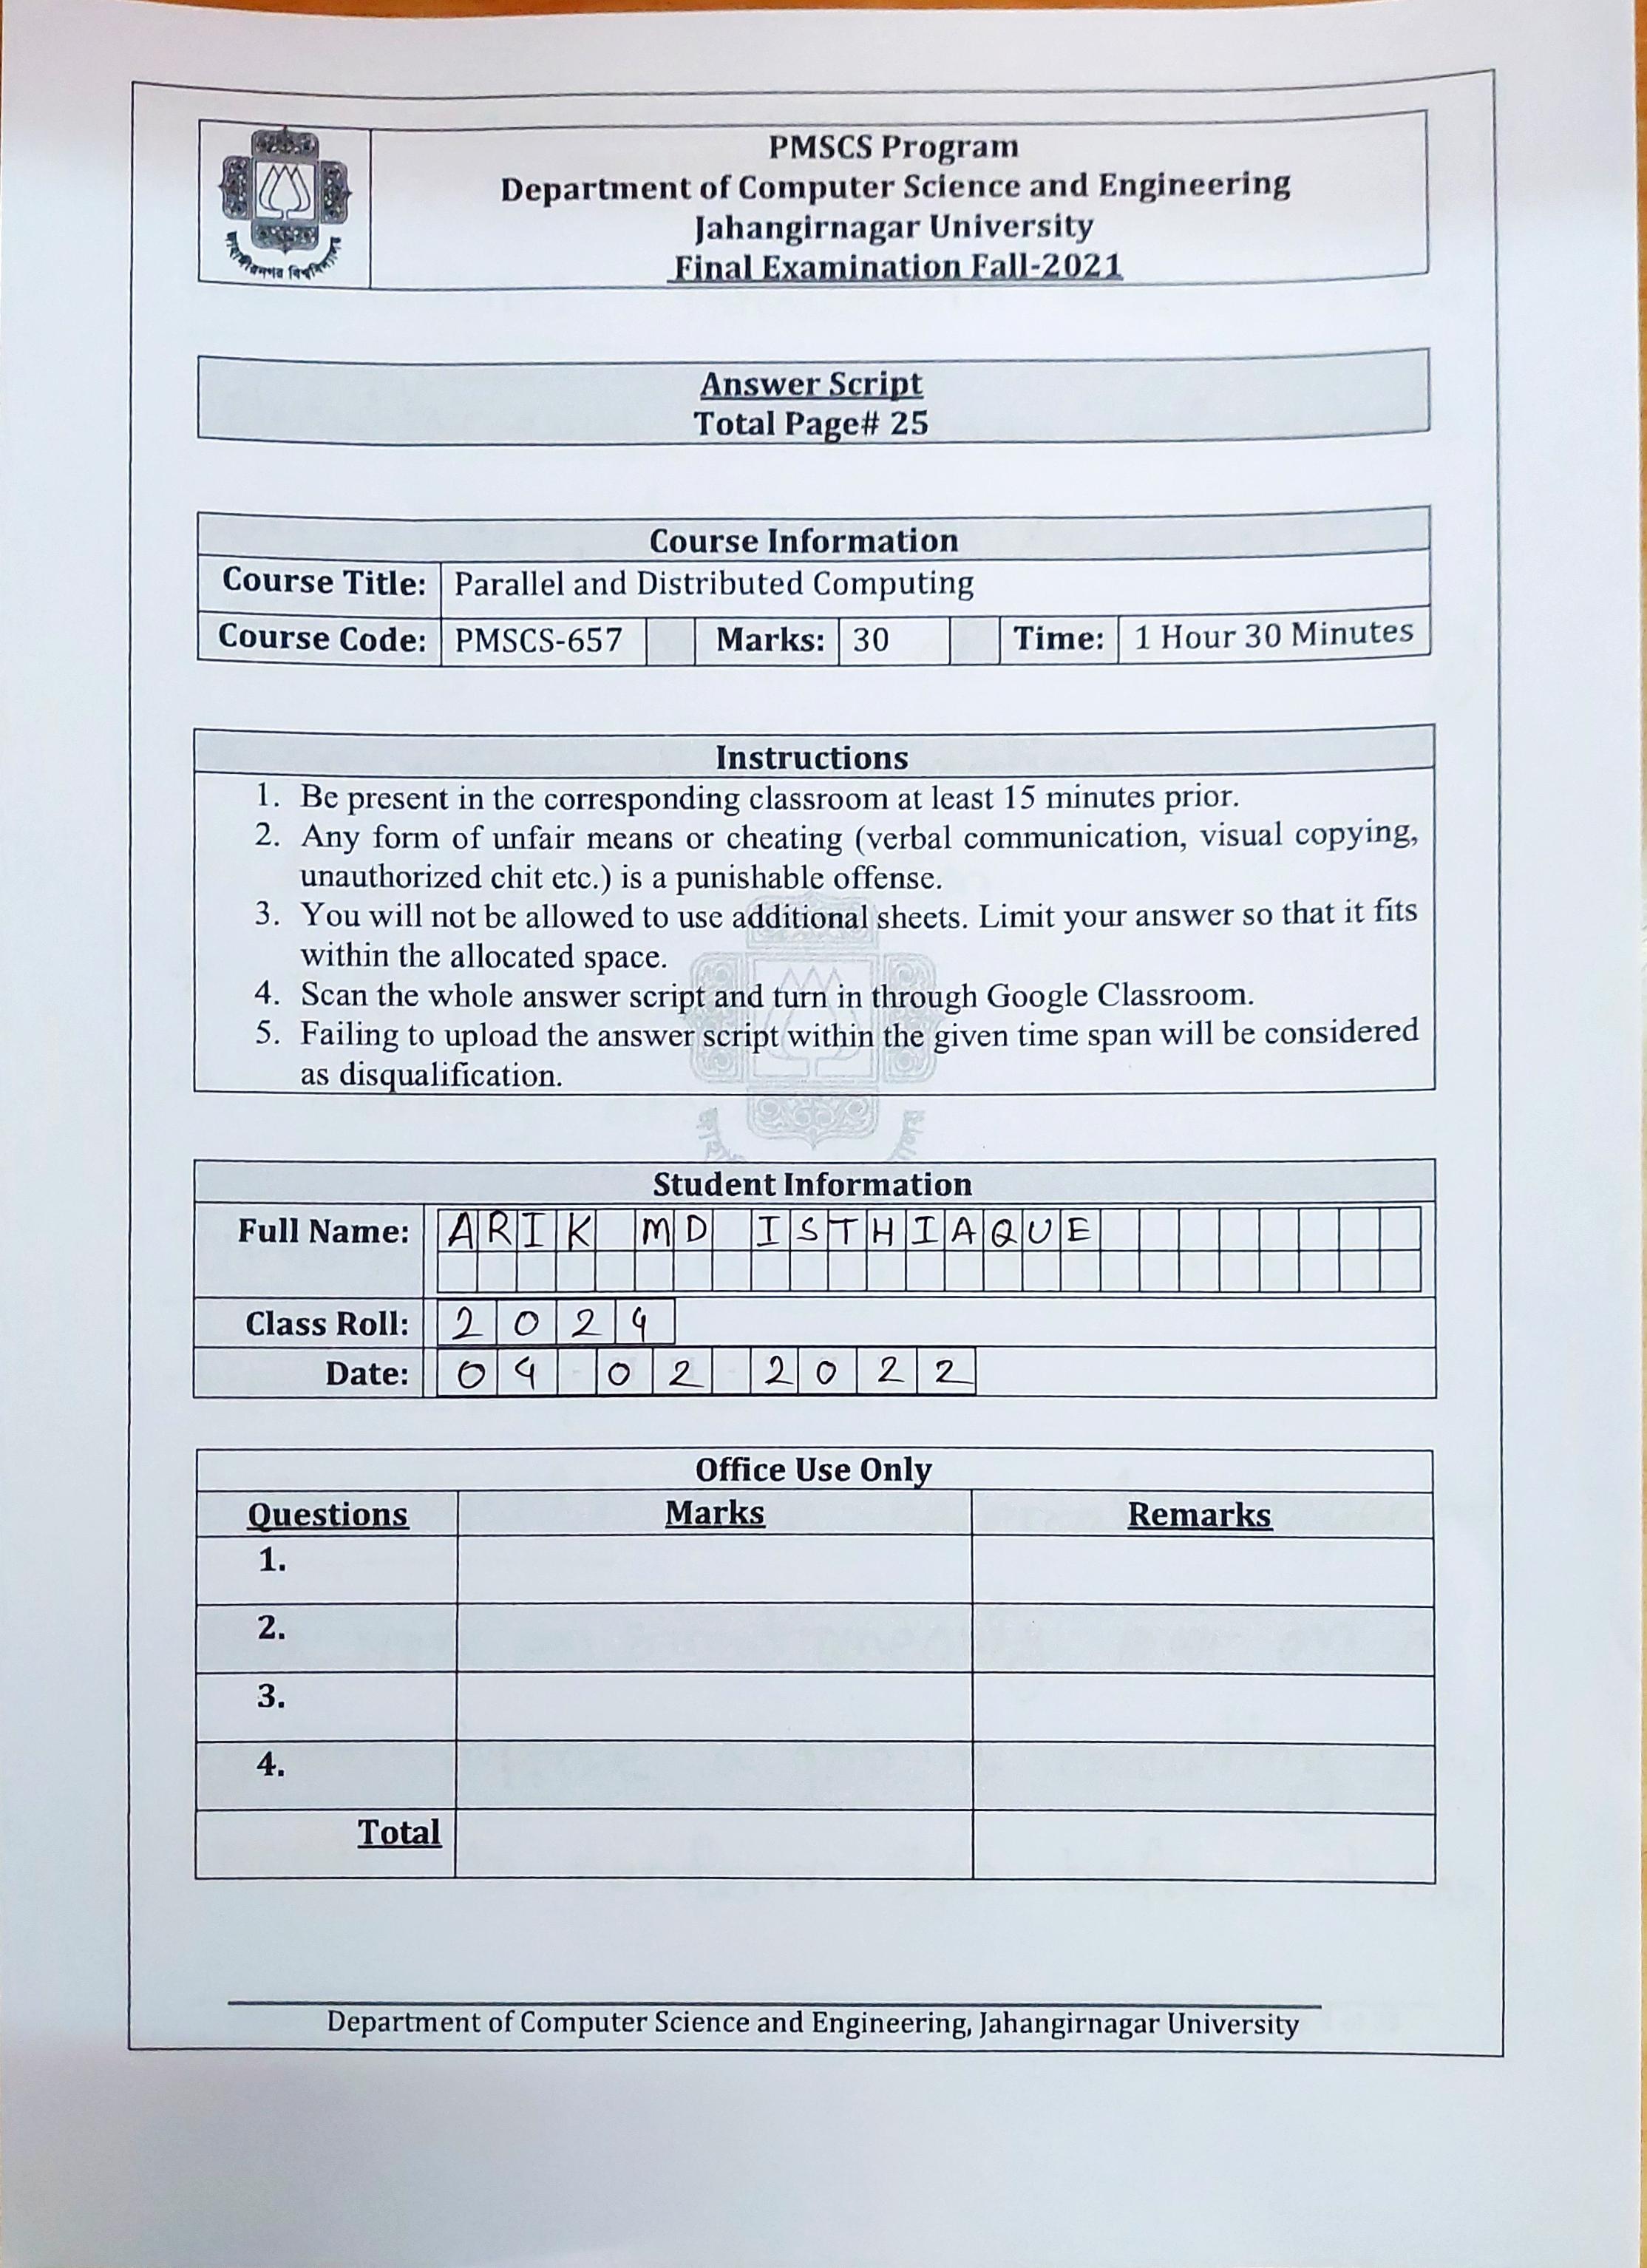 PMSCS Program
Department of Computer Science and Engineering
Jahangirnagar University
Final Examination Fall-2021
জাহাঙ্গীরনগর বিশ্ববিদ্যালয়
Answer Script
Total Page# 25
Course Information
Course Title: Parallel and Distributed Computing
Course Code: PMSCS-657 Marks: 30 Time: 1 Hour 30 Minutes
Instructions
1. Be present in the corresponding classroom at least 15 minutes prior.
2. Any form of unfair means or cheating (verbal communication, visual copying,
unauthorized chit etc.) is a punishable offense.
3. You will not be allowed to use additional sheets. Limit your answer so that it fits
within the allocated space.
4. Scan the whole answer script and turn in through Google Classroom.
5. Failing to upload the answer script within the given time span will be considered
as disqualification.
Student Information
Full Name: ARIK MD ISTHIAQUE
Class Roll: 2024
Date: 04 02 2022
Office Use Only
Questions Marks Remarks
1.
2.
3.
4.
Total
Department of Computer Science and Engineering, Jahangirnagar University